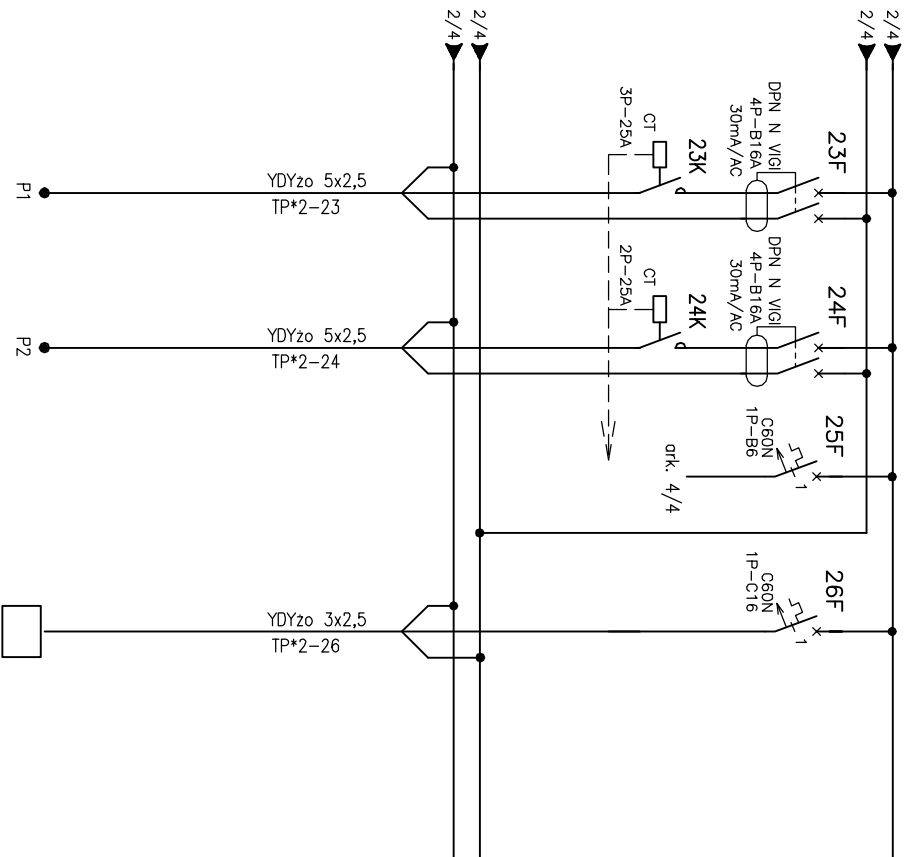 2/4
2/4
2/4
2/4
23F
DPN N VIGI
4P-B16A
30mA/AC
23K
CT
3P-25A
YDYżo 5x2,5
TP*2-23
P1
24F
DPN N VIGI
4P-B16A
30mA/AC
24K
CT
2P-25A
YDYżo 5x2,5
TP*2-24
P2
25F
C60N
1P-B6
1
ark. 4/4
26F
C60N
1P-C16
1
YDYżo 3x2,5
TP*2-26